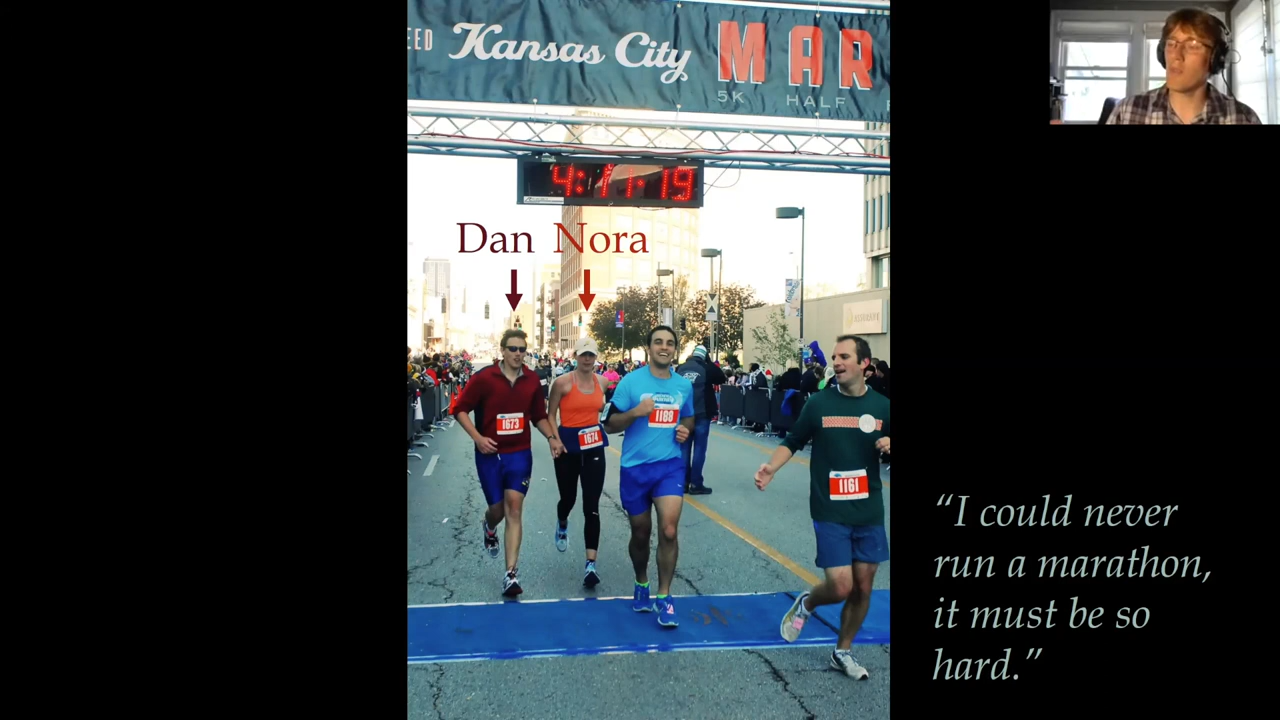 EED Kansas City MAR
5K HALF
4:11:19
Dan Nora
1673
1674
1188
1161
“I could never
run a marathon,
it must be so
hard.”